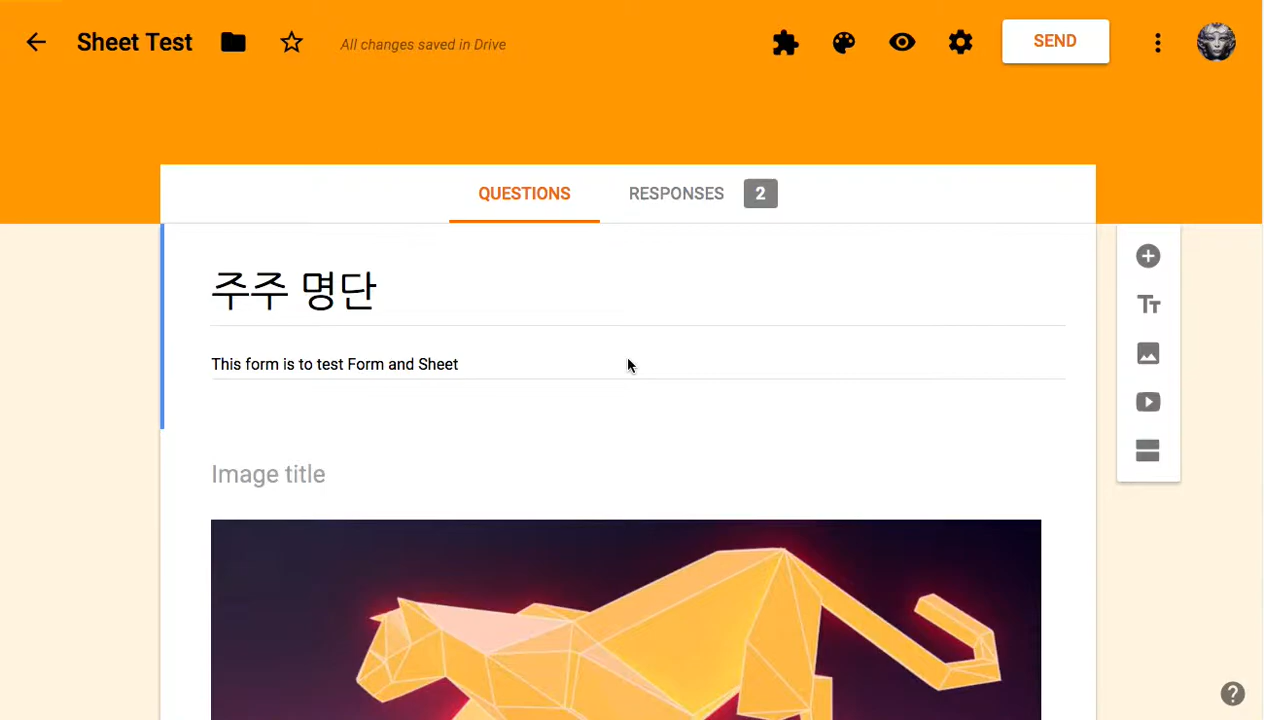 Sheet Test
All changes saved in Drive
SEND
QUESTIONS
RESPONSES
2
주주 명단
This form is to test Form and Sheet
Image title